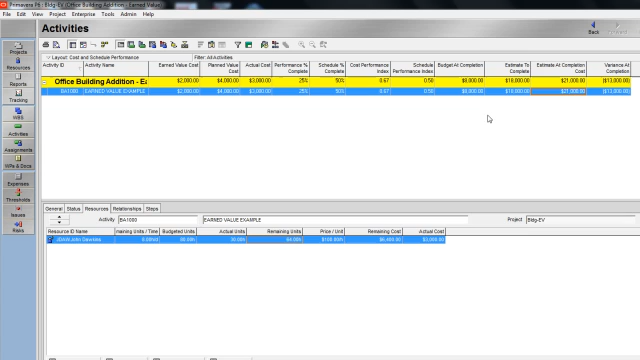 Primavera P6 : Bldg-EV (Office Building Addition - Earned Value)
File Edit View Project Enterprise Tools Admin Help
Activities
Back Forward
Projects
Resources
Reports
Tracking
WBS
Activities
Assignments
WPs & Docs
Expenses
Thresholds
Issues
Risks
Layout: Cost and Schedule Performance Filter: All Activities
Activity ID Activity Name Earned Value Cost Planned Value Cost Actual Cost Performance % Complete Schedule % Complete Cost Performance Index Schedule Performance Index Budget At Completion Estimate To Complete Estimate At Completion Cost Variance At Completion
Office Building Addition - Ea $2,000.00 $4,000.00 $3,000.00 25% 50% 0.67 0.50 $8,000.00 $18,000.00 $21,000.00 ($13,000.00)
BA1000 EARNED VALUE EXAMPLE $2,000.00 $4,000.00 $3,000.00 25% 50% 0.67 0.50 $8,000.00 $18,000.00 $21,000.00 ($13,000.00)
General Status Resources Relationships Steps
Activity BA1000 EARNED VALUE EXAMPLE Project Bldg-EV
Resource ID Name maining Units / Time Budgeted Units Actual Units Remaining Units Price / Unit Remaining Cost Actual Cost
80.00h 30.00h $100.00/h $3,000.00